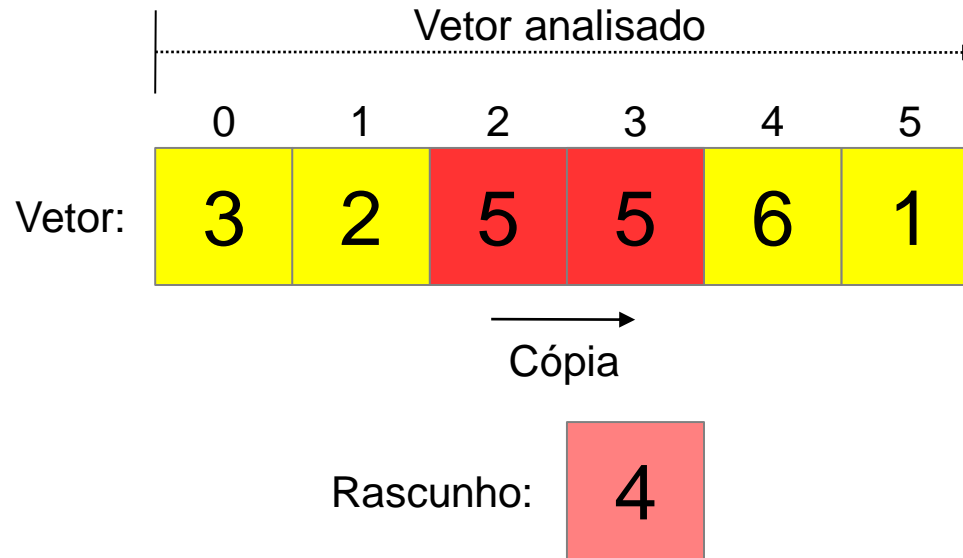 Vetor analisado
0 1 2 3 4 5
Vetor: 3 2 5 5 6 1
Cópia
Rascunho: 4